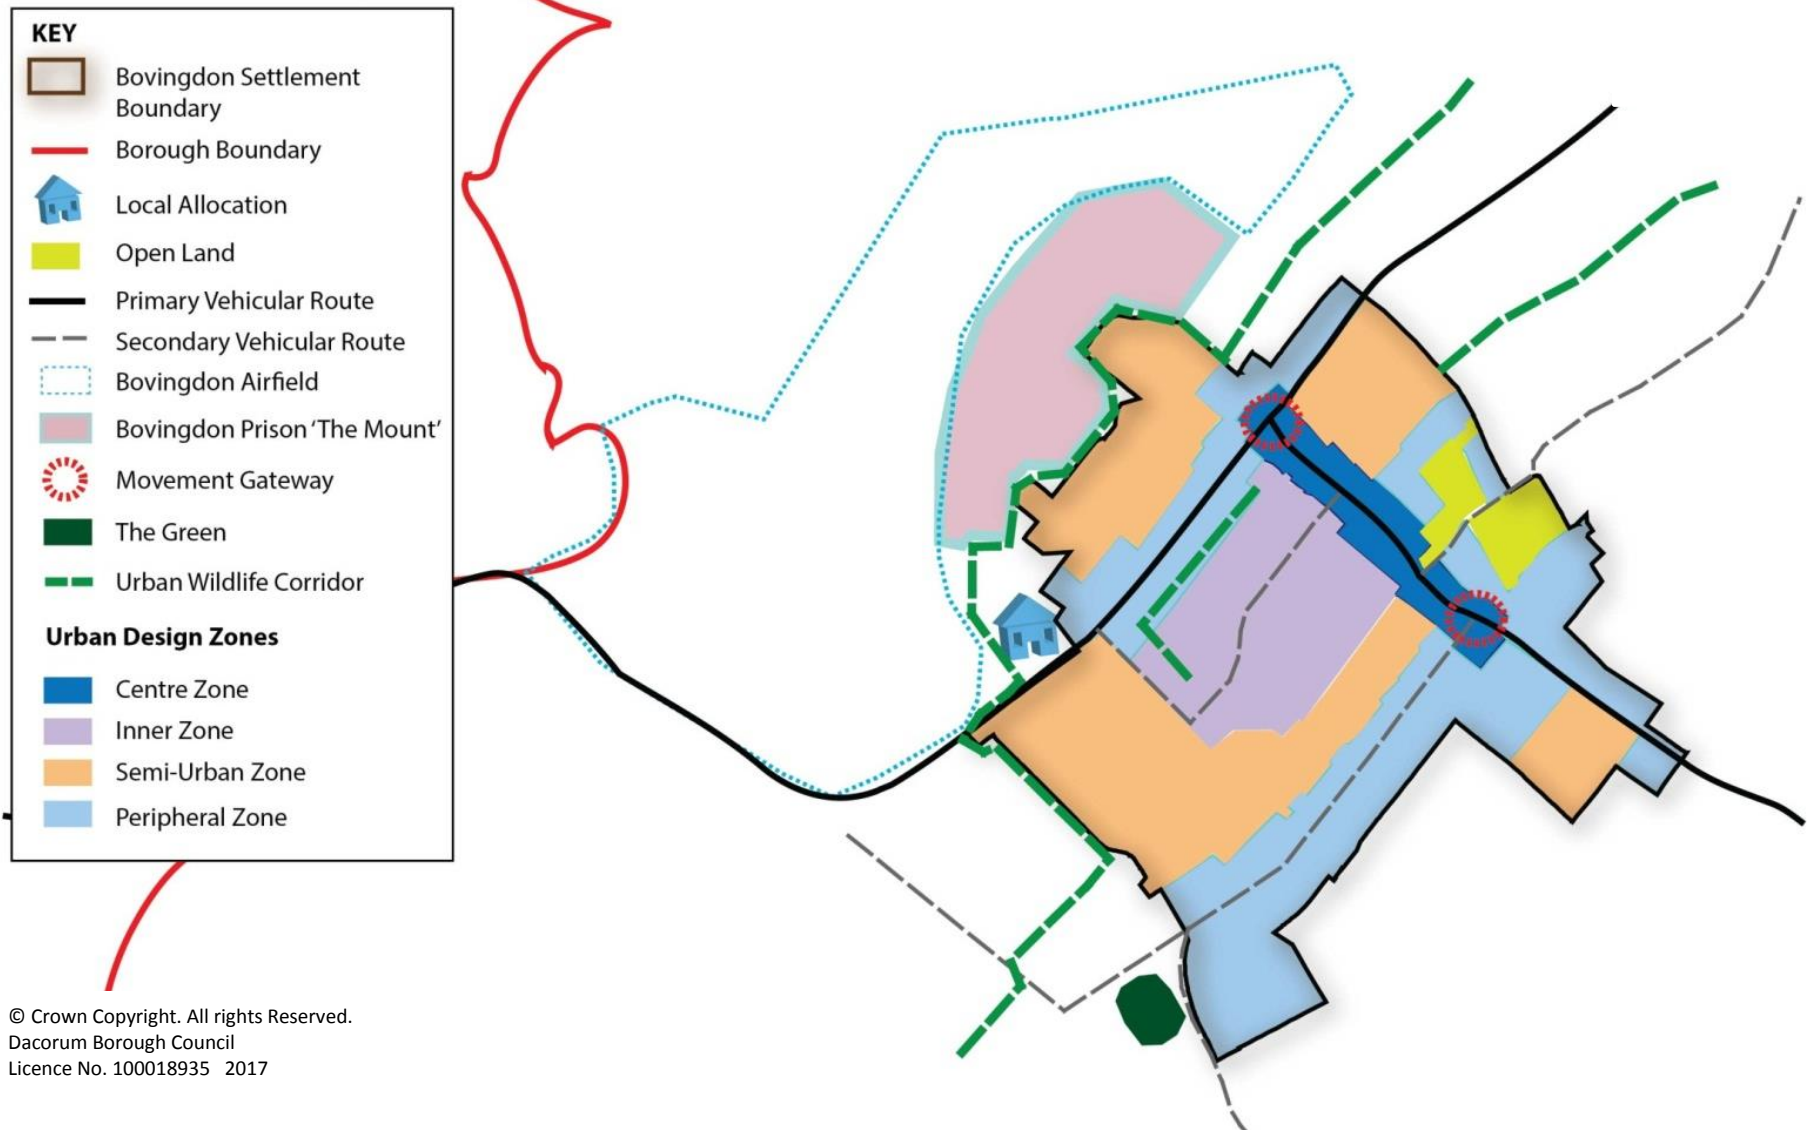 KEY
Bovingdon Settlement
Boundary
Borough Boundary
Local Allocation
Open Land
Primary Vehicular Route
Secondary Vehicular Route
Bovingdon Airfield
Bovingdon Prison ‘The Mount’
Movement Gateway
The Green
Urban Wildlife Corridor
Urban Design Zones
Centre Zone
Inner Zone
Semi-Urban Zone
Peripheral Zone
© Crown Copyright. All rights Reserved.
Dacorum Borough Council
Licence No. 100018935 2017